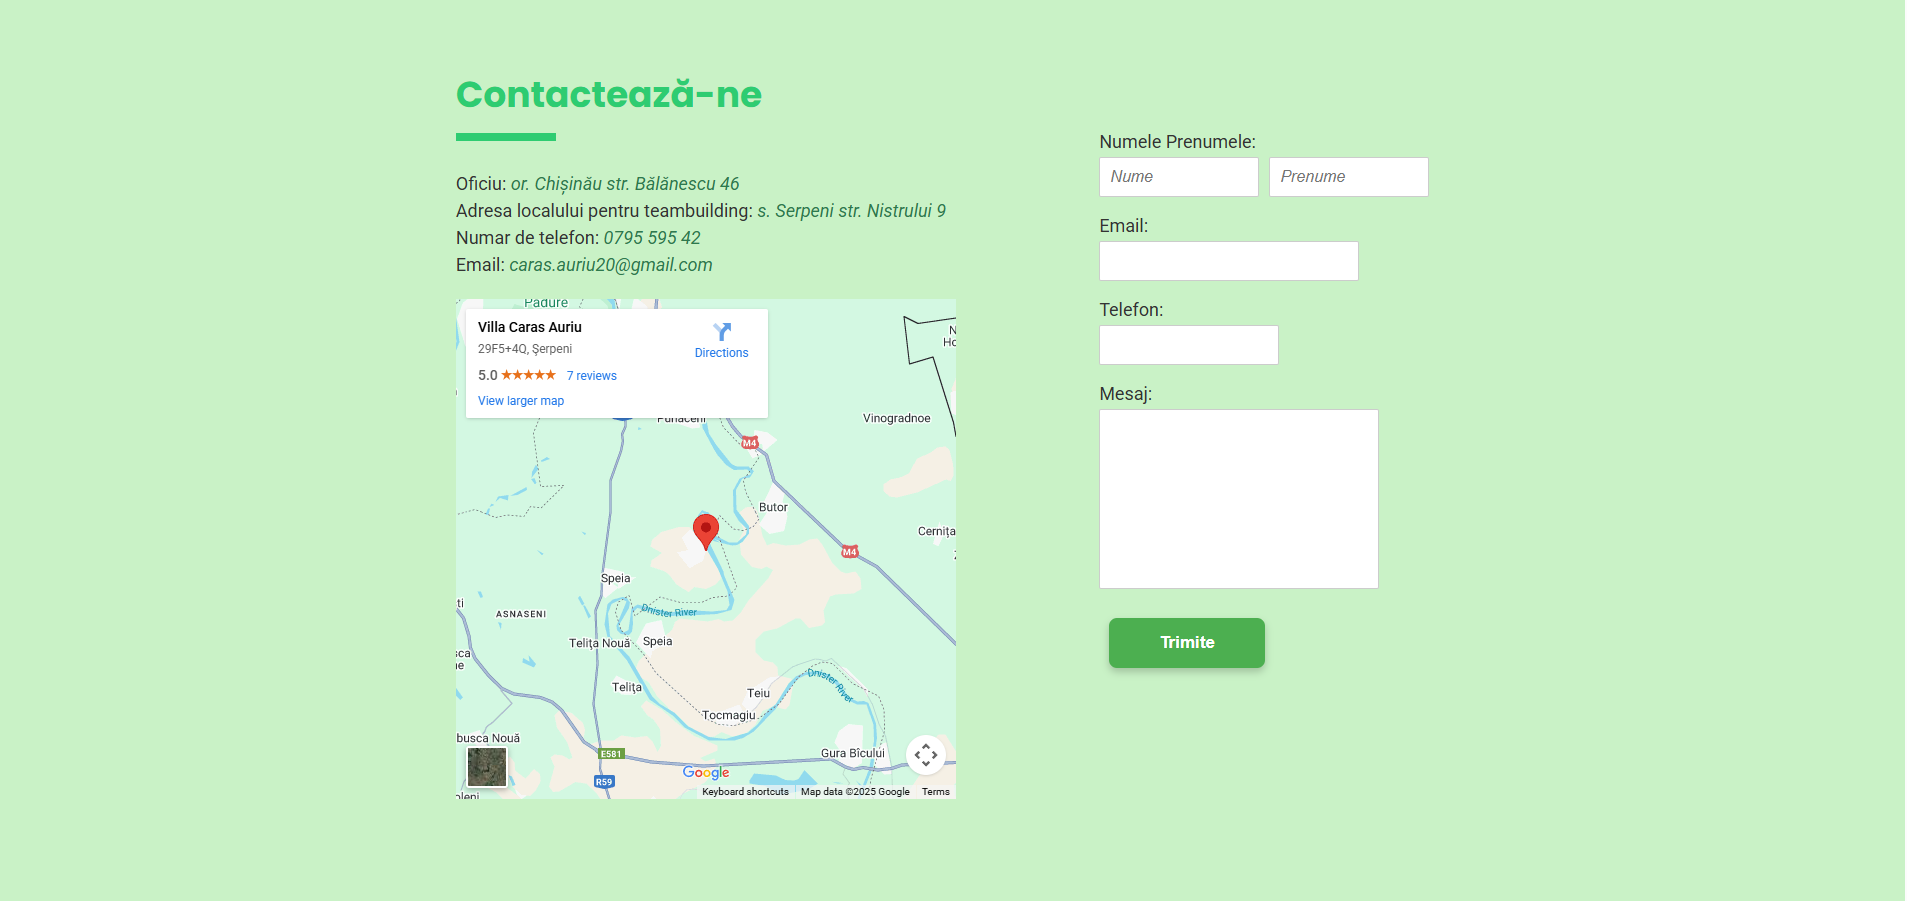 Contactează-ne
Oficiu: or. Chișinău str. Bălănescu 46
Adresa localului pentru teambuilding: s. Serpeni str. Nistrului 9
Numar de telefon: 0795 595 42
Email: caras.auriu20@gmail.com
Padure
Villa Caras Auriu
29F5+4Q, Șerpeni
Directions
5.0 ★★★★★ 7 reviews
View larger map
Vinogradnoe
M4
Butor
Cernița
M4
Speia
ASNASENI
Dnister River
Telița Nouă
Speia
Telița
Teiu
Dnister River
Tocmagiu
busca Nouă
Gura Bîcului
E581
R59
Google
Keyboard shortcuts
Map data ©2025 Google
Terms
Numele Prenumele:
Nume
Prenume
Email:
Telefon:
Mesaj:
Trimite